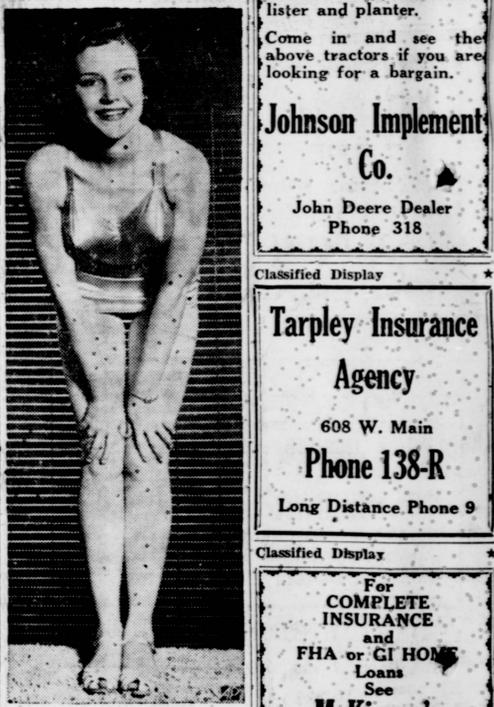 lister and planter.
Come in and see the
above tractors if you are
looking for a bargain.
Johnson Implement
Co.
John Deere Dealer
Phone 318
Classified Display
Tarpley Insurance
Agency
608 W. Main
Phone 138-R
Long Distance Phone 9
Classified Display
For
COMPLETE
INSURANCE
and
FHA or GI HOME
Loans
See